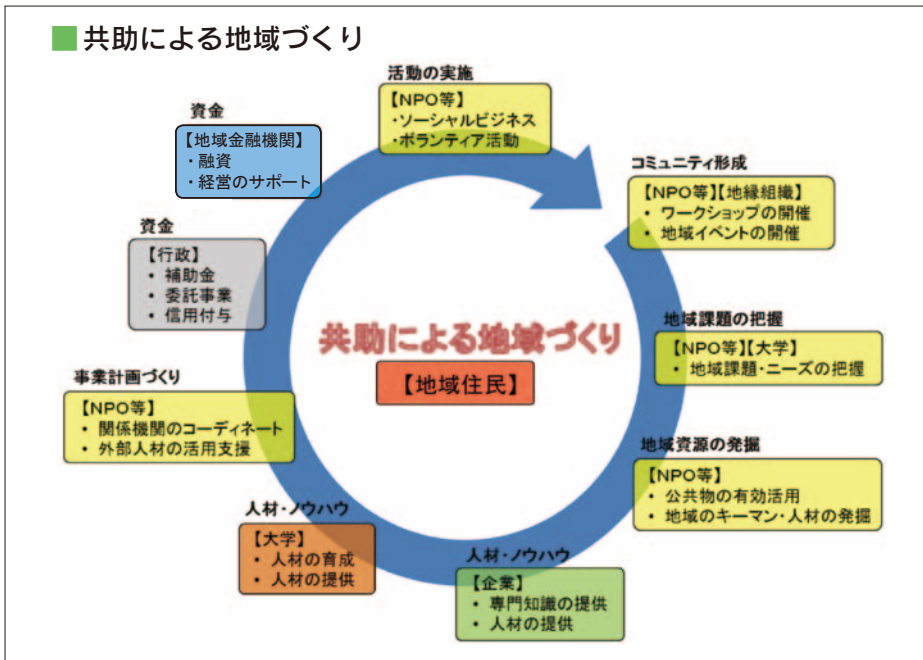 ■共助による地域づくり
活動の実施
【NPO等】
・ソーシャルビジネス
・ボランティア活動
コミュニティ形成
【NPO等】【地縁組織】
• ワークショップの開催
• 地域イベントの開催
地域課題の把握
【NPO等】【大学】
• 地域課題・ニーズの把握
地域資源の発掘
【NPO等】
• 公共物の有効活用
• 地域のキーマン・人材の発掘
人材・ノウハウ
【企業】
• 専門知識の提供
• 人材の提供
人材・ノウハウ
【大学】
• 人材の育成
• 人材の提供
事業計画づくり
【NPO等】
• 関係機関のコーディネート
• 外部人材の活用支援
資金
【行政】
• 補助金
• 委託事業
• 信用付与
資金
【地域金融機関】
・融資
・経営のサポート
共助による地域づくり
【地域住民】